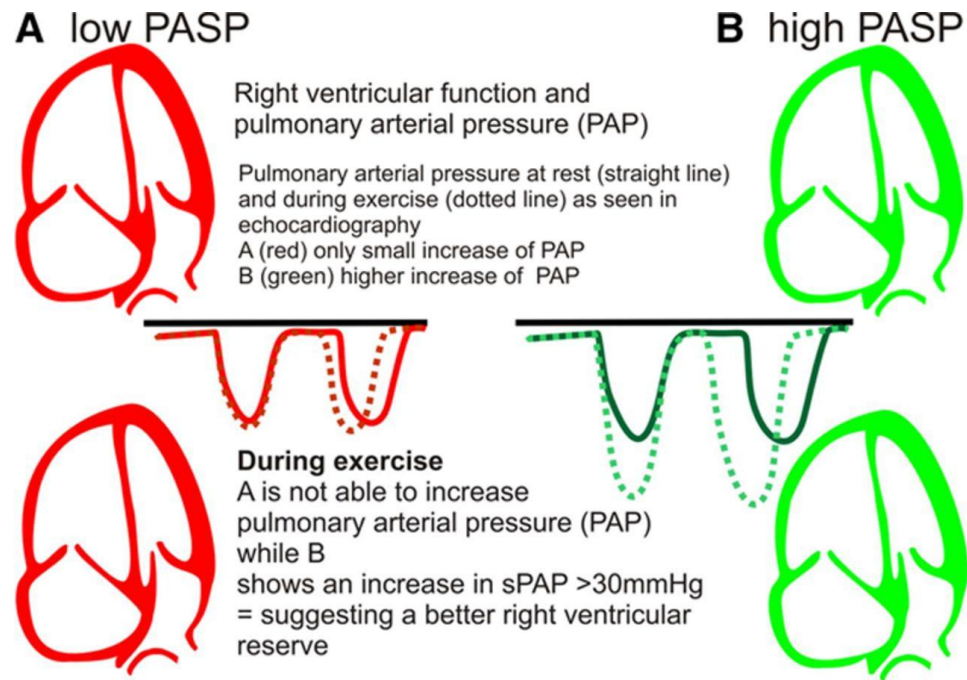 A low PASP
B high PASP
Right ventricular function and
pulmonary arterial pressure (PAP)
Pulmonary arterial pressure at rest (straight line)
and during exercise (dotted line) as seen in
echocardiography
A (red) only small increase of PAP
B (green) higher increase of PAP
During exercise
A is not able to increase
pulmonary arterial pressure (PAP)
while B
shows an increase in sPAP >30mmHg
= suggesting a better right ventricular
reserve